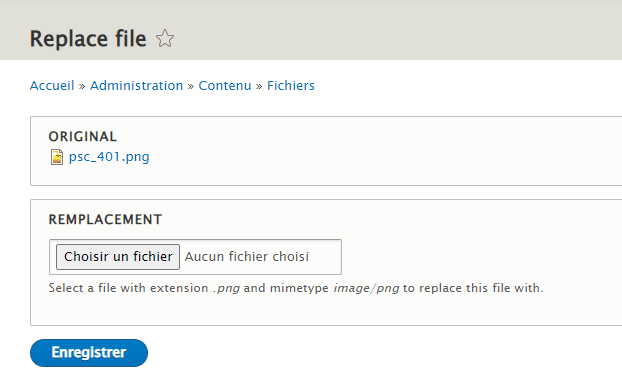 Replace file
Accueil » Administration » Contenu » Fichiers
ORIGINAL
psc_401.png
REMPLACEMENT
Choisir un fichier Aucun fichier choisi
Select a file with extension .png and mimetype image/png to replace this file with.
Enregistrer